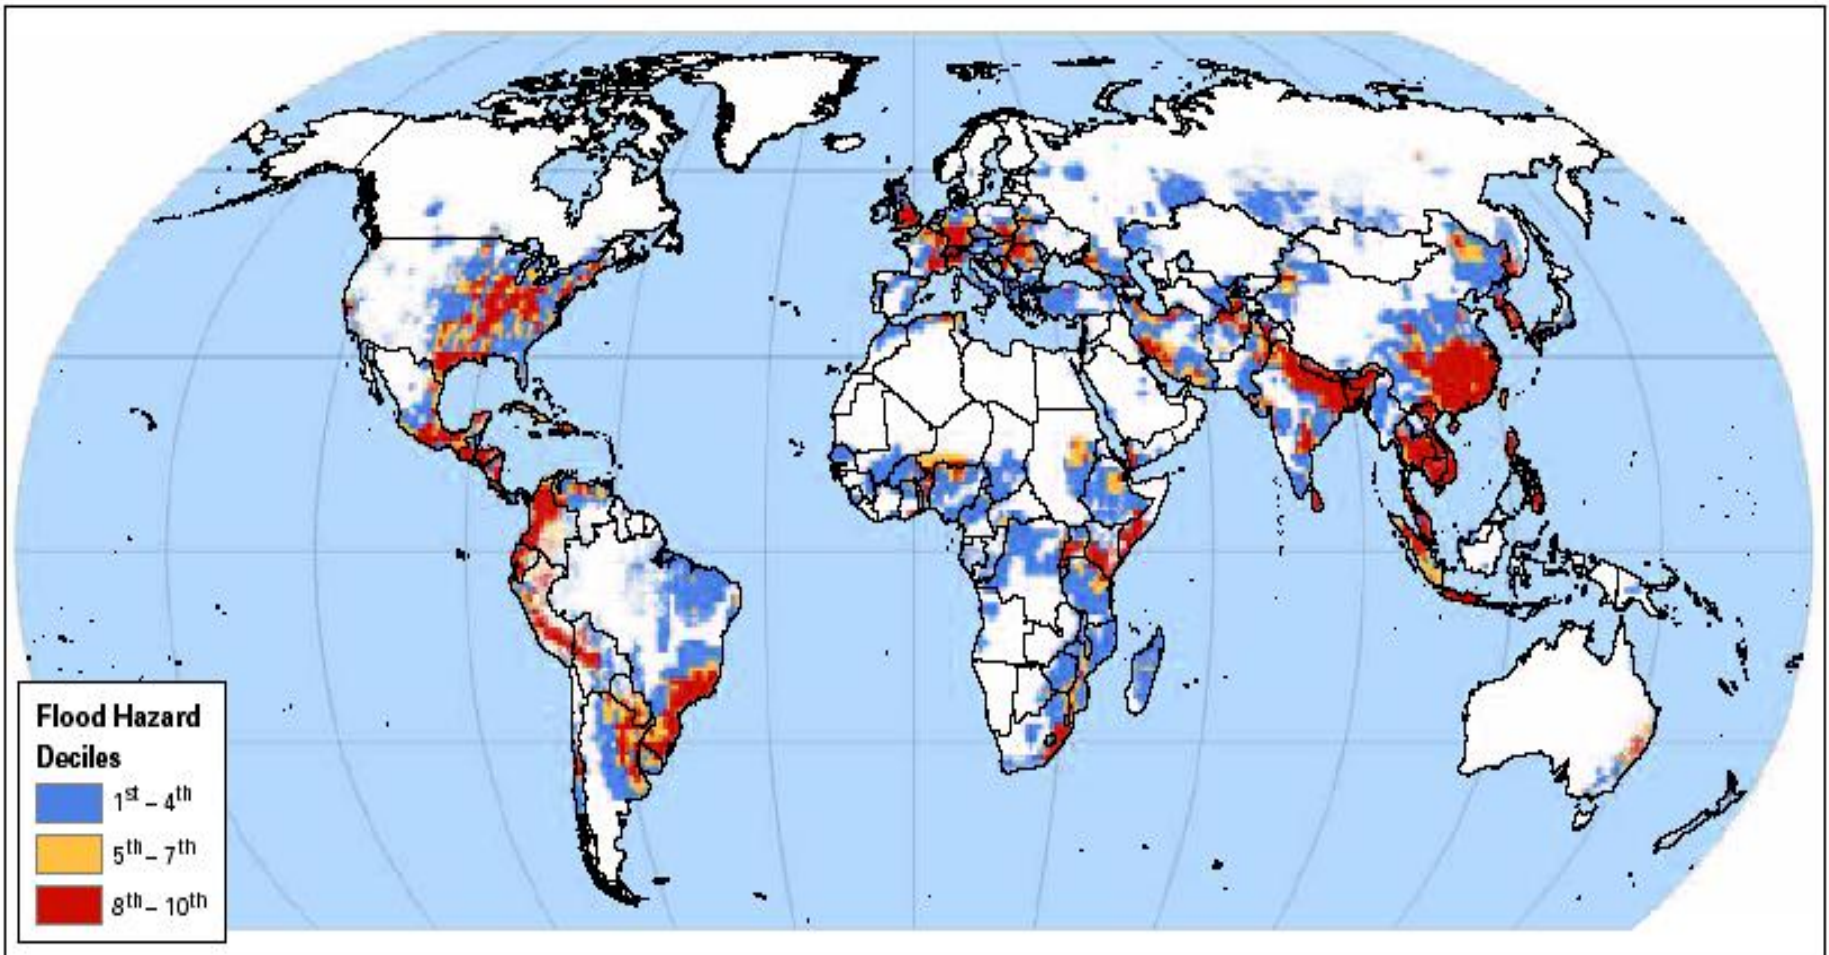 Flood Hazard
Deciles
1st – 4th
5th – 7th
8th – 10th